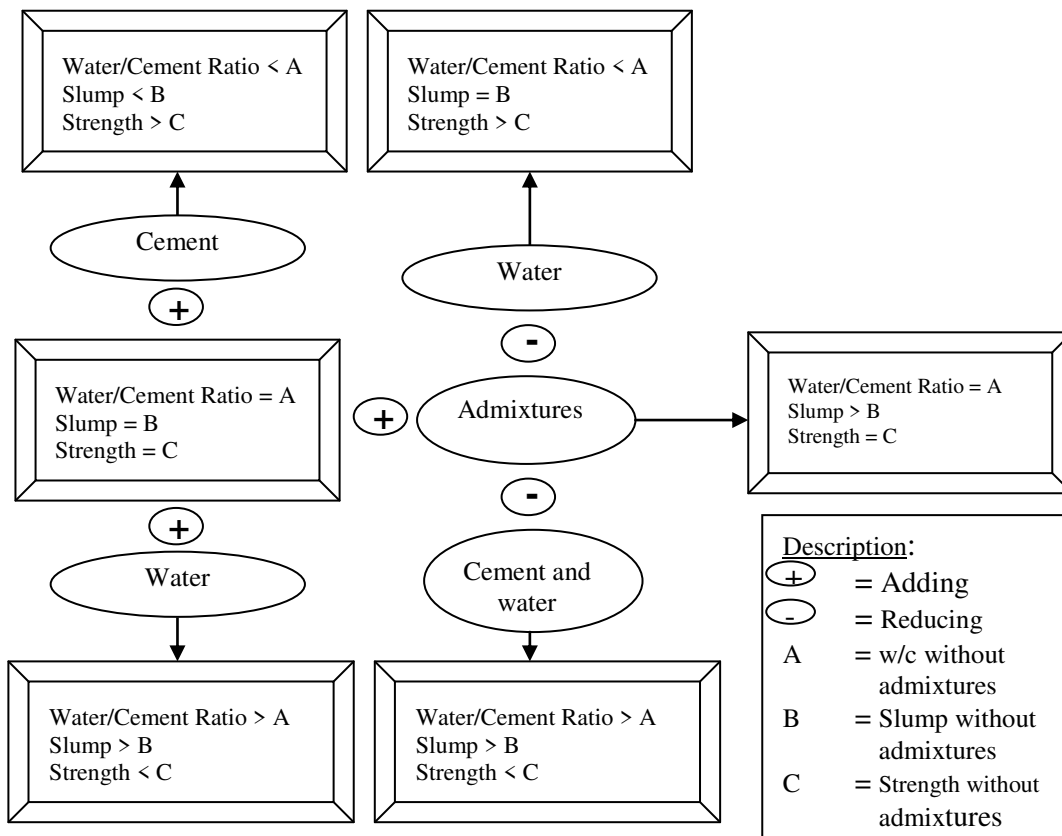 Water/Cement Ratio < A
Slump < B
Strength > C
Water/Cement Ratio < A
Slump = B
Strength > C
Cement
Water
+
-
Water/Cement Ratio = A
Slump = B
Strength = C
+
Admixtures
Water/Cement Ratio = A
Slump > B
Strength = C
+
-
Water
Cement and
water
Water/Cement Ratio > A
Slump > B
Strength < C
Water/Cement Ratio > A
Slump > B
Strength < C
Description:
+ = Adding
- = Reducing
A = w/c without
admixtures
B = Slump without
admixtures
C = Strength without
admixtures